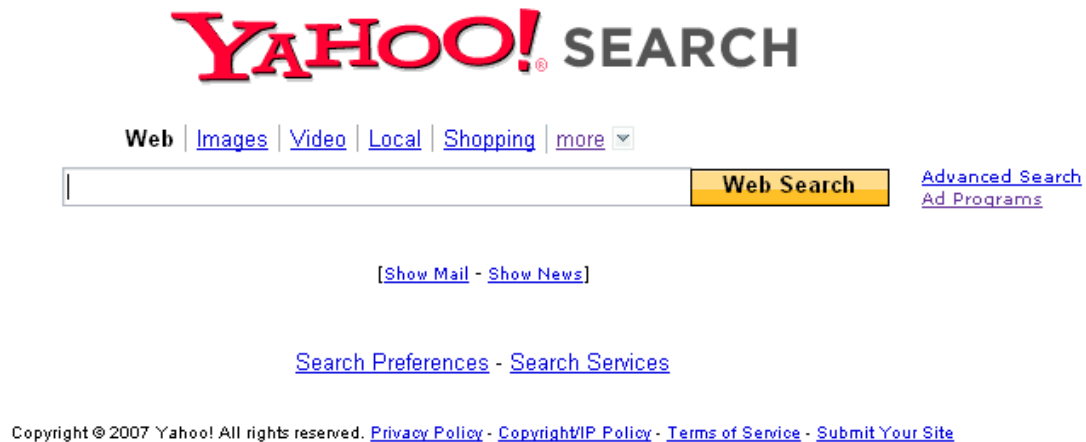 YAHOO!® SEARCH
Web | Images | Video | Local | Shopping | more
Web Search
Advanced Search
Ad Programs
[Show Mail - Show News]
Search Preferences - Search Services
Copyright © 2007 Yahoo! All rights reserved. Privacy Policy - Copyright/IP Policy - Terms of Service - Submit Your Site